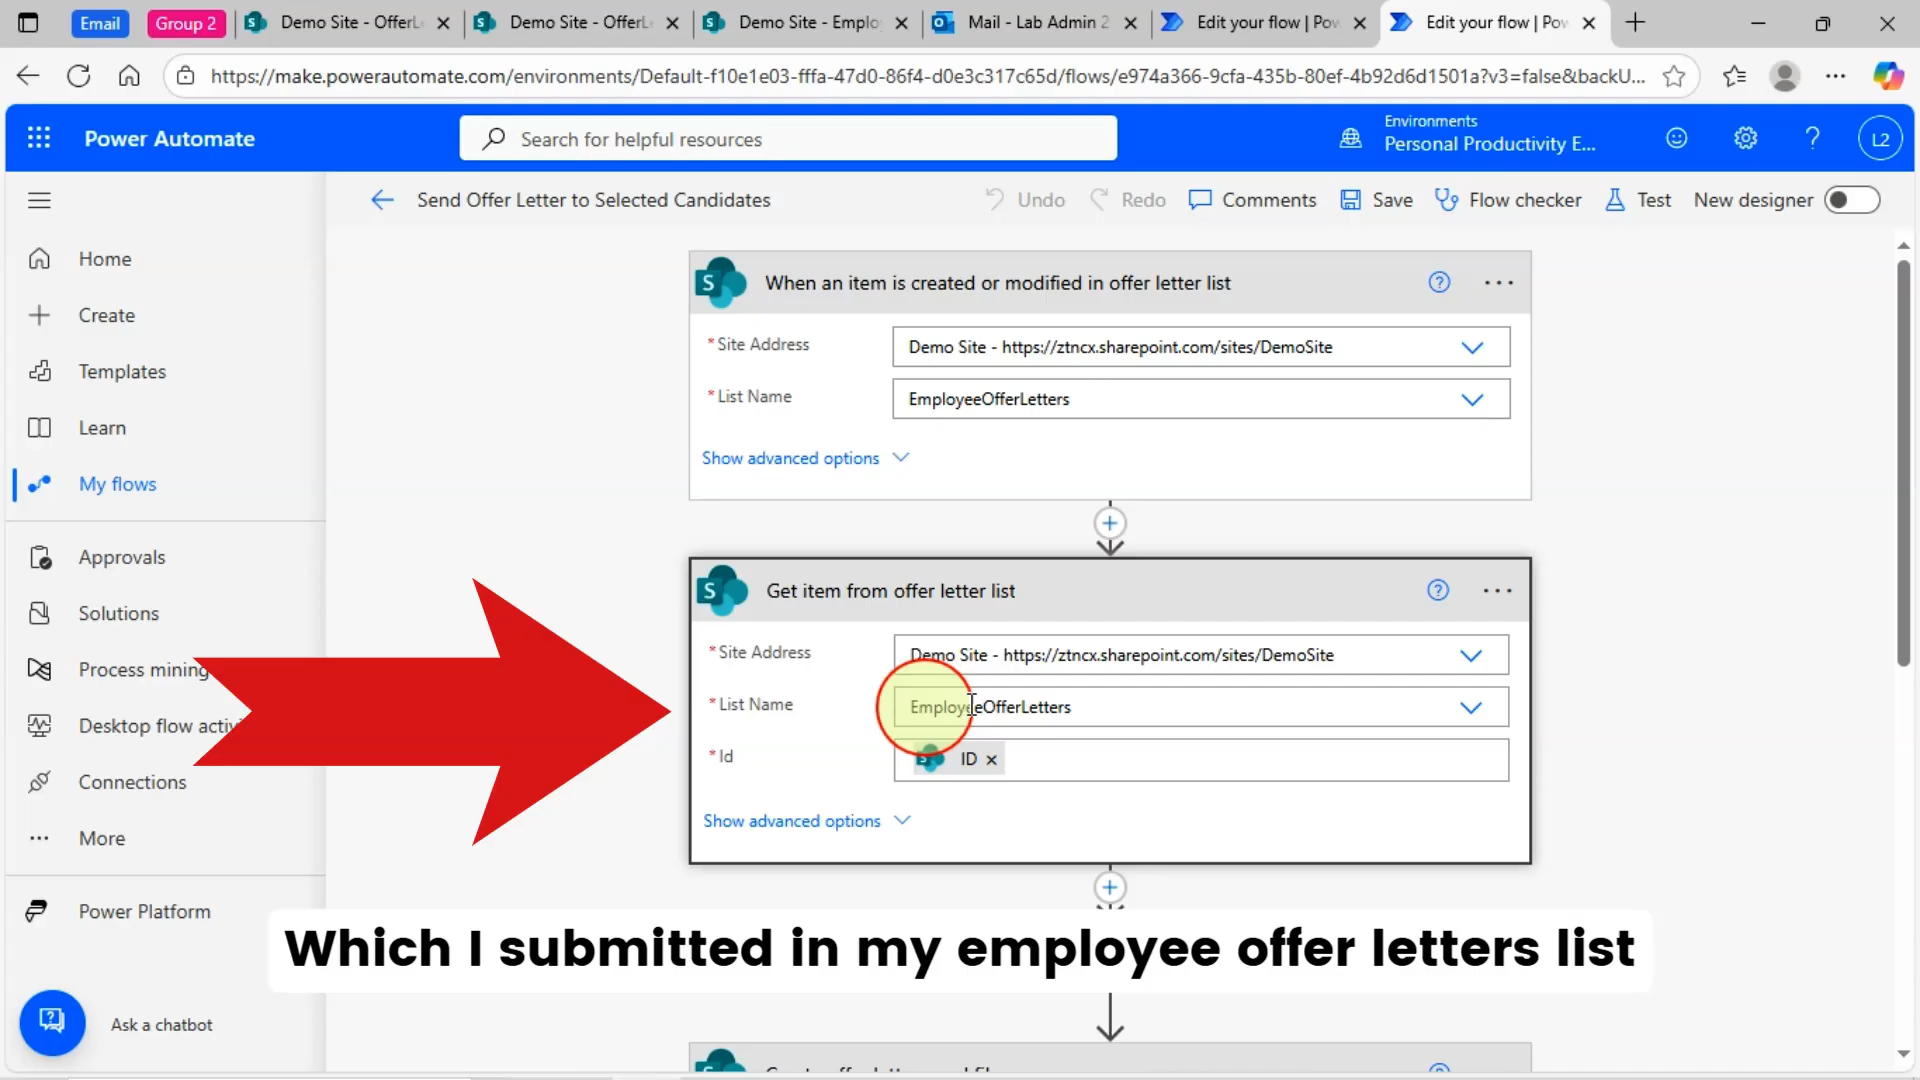 Email
Group 2
Demo Site - OfferL
Demo Site - OfferL
Demo Site - Emplo
Mail - Lab Admin 2
Edit your flow | Pow
Edit your flow | Pow
https://make.powerautomate.com/environments/Default-f10e1e03-fffa-47d0-86f4-d0e3c317c65d/flows/e974a366-9cfa-435b-80ef-4b92d6d1501a?v3=false&backU...
Power Automate
Search for helpful resources
Environments
Personal Productivity E...
L2
Send Offer Letter to Selected Candidates
Undo
Redo
Comments
Save
Flow checker
Test
New designer
Home
Create
Templates
Learn
My flows
Approvals
Solutions
Process mining
Desktop flow activi
Connections
More
Power Platform
Ask a chatbot
When an item is created or modified in offer letter list
* Site Address
Demo Site - https://ztncx.sharepoint.com/sites/DemoSite
* List Name
EmployeeOfferLetters
Show advanced options
Get item from offer letter list
* Site Address
Demo Site - https://ztncx.sharepoint.com/sites/DemoSite
* List Name
EmployeeOfferLetters
* Id
ID
Show advanced options
Which I submitted in my employee offer letters list